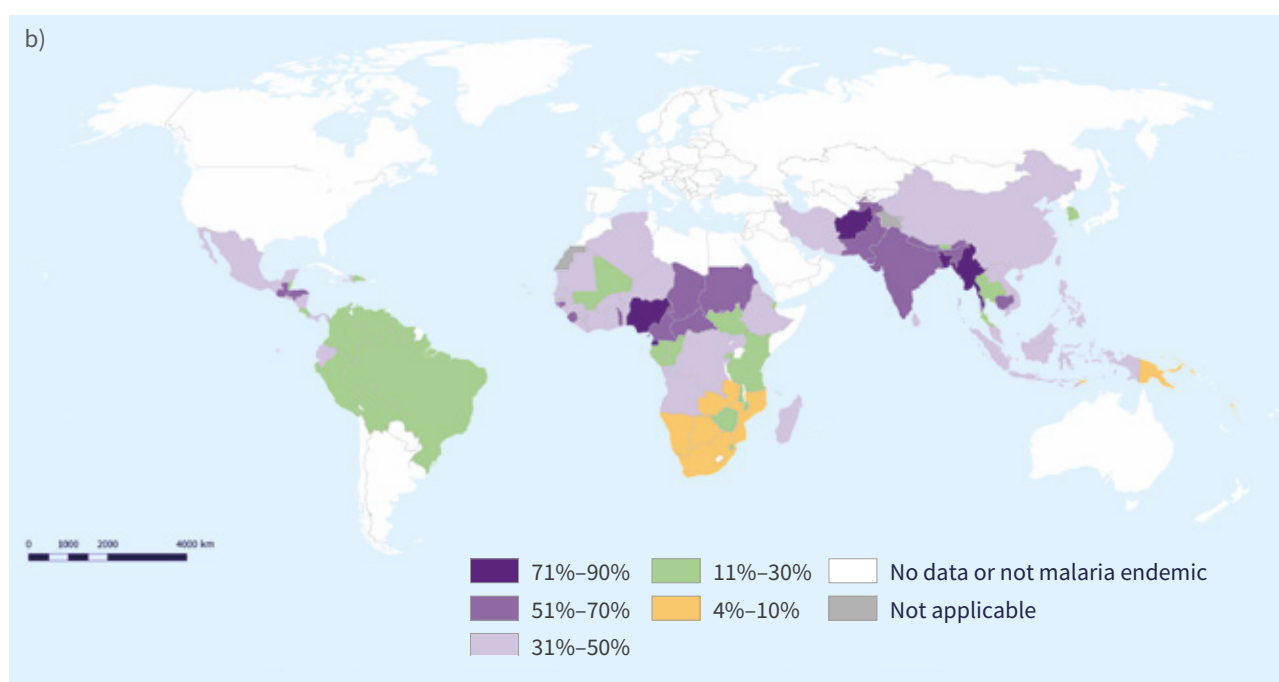 b)
0 1000 2000 4000 km
71%–90% 11%–30% No data or not malaria endemic
51%–70% 4%–10% Not applicable
31%–50%